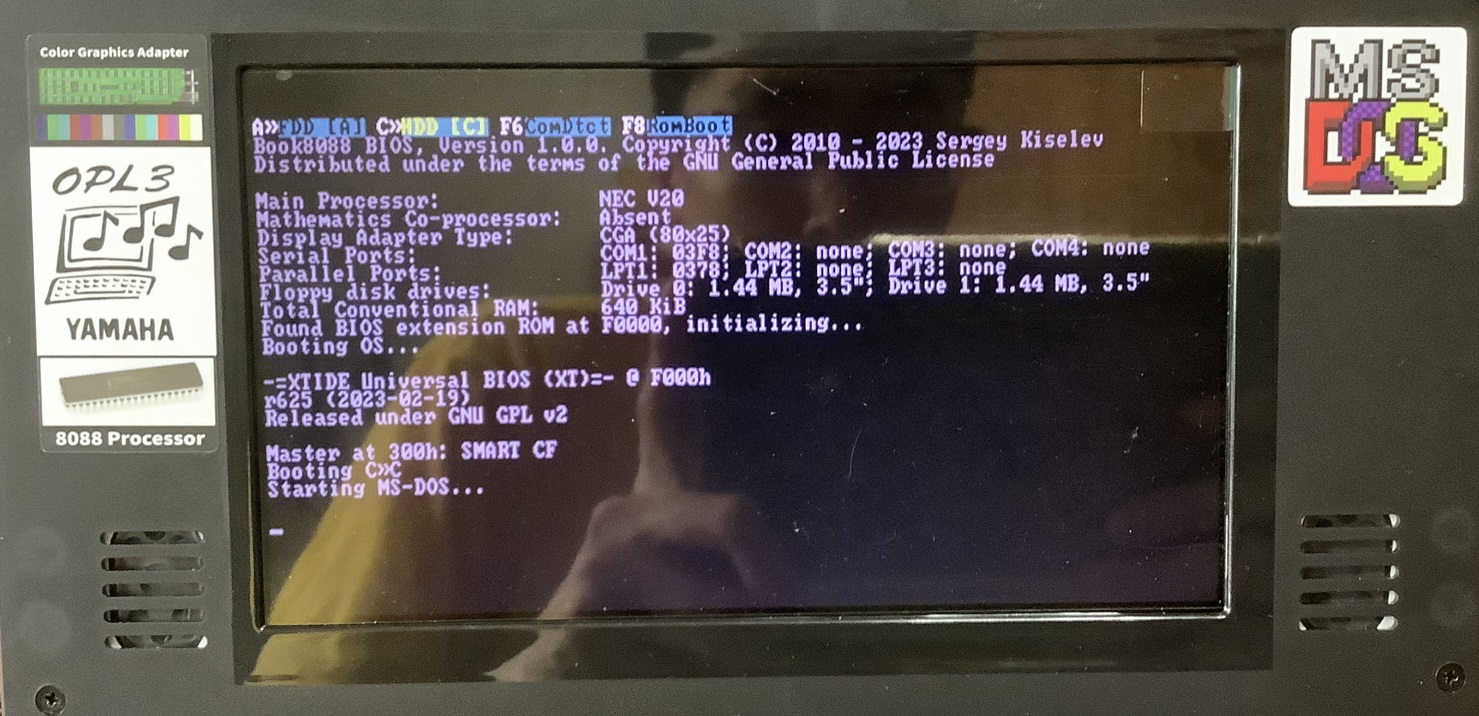 Color Graphics Adapter
OPL3
YAMAHA
8088 Processor
A»FDD [A] C»HDD [C] F6ComDtct F8RomBoot
Book8088 BIOS, Version 1.0.0. Copyright (C) 2010 - 2023 Sergey Kiselev
Distributed under the terms of the GNU General Public License
Main Processor: NEC V20
Mathematics Co-processor: Absent
Display Adapter Type: CGA (80x25)
Serial Ports: COM1: 03F8; COM2: none; COM3: none; COM4: none
Parallel Ports: LPT1: 0378; LPT2: none; LPT3: none
Floppy disk drives: Drive 0: 1.44 MB, 3.5"; Drive 1: 1.44 MB, 3.5"
Total Conventional RAM: 640 KiB
Found BIOS extension ROM at F0000, initializing...
Booting OS...
-=XTIDE Universal BIOS (XT)=- @ F000h
r625 (2023-02-19)
Released under GNU GPL v2
Master at 300h: SMART CF
Booting C»C
Starting MS-DOS...
MS
DOS